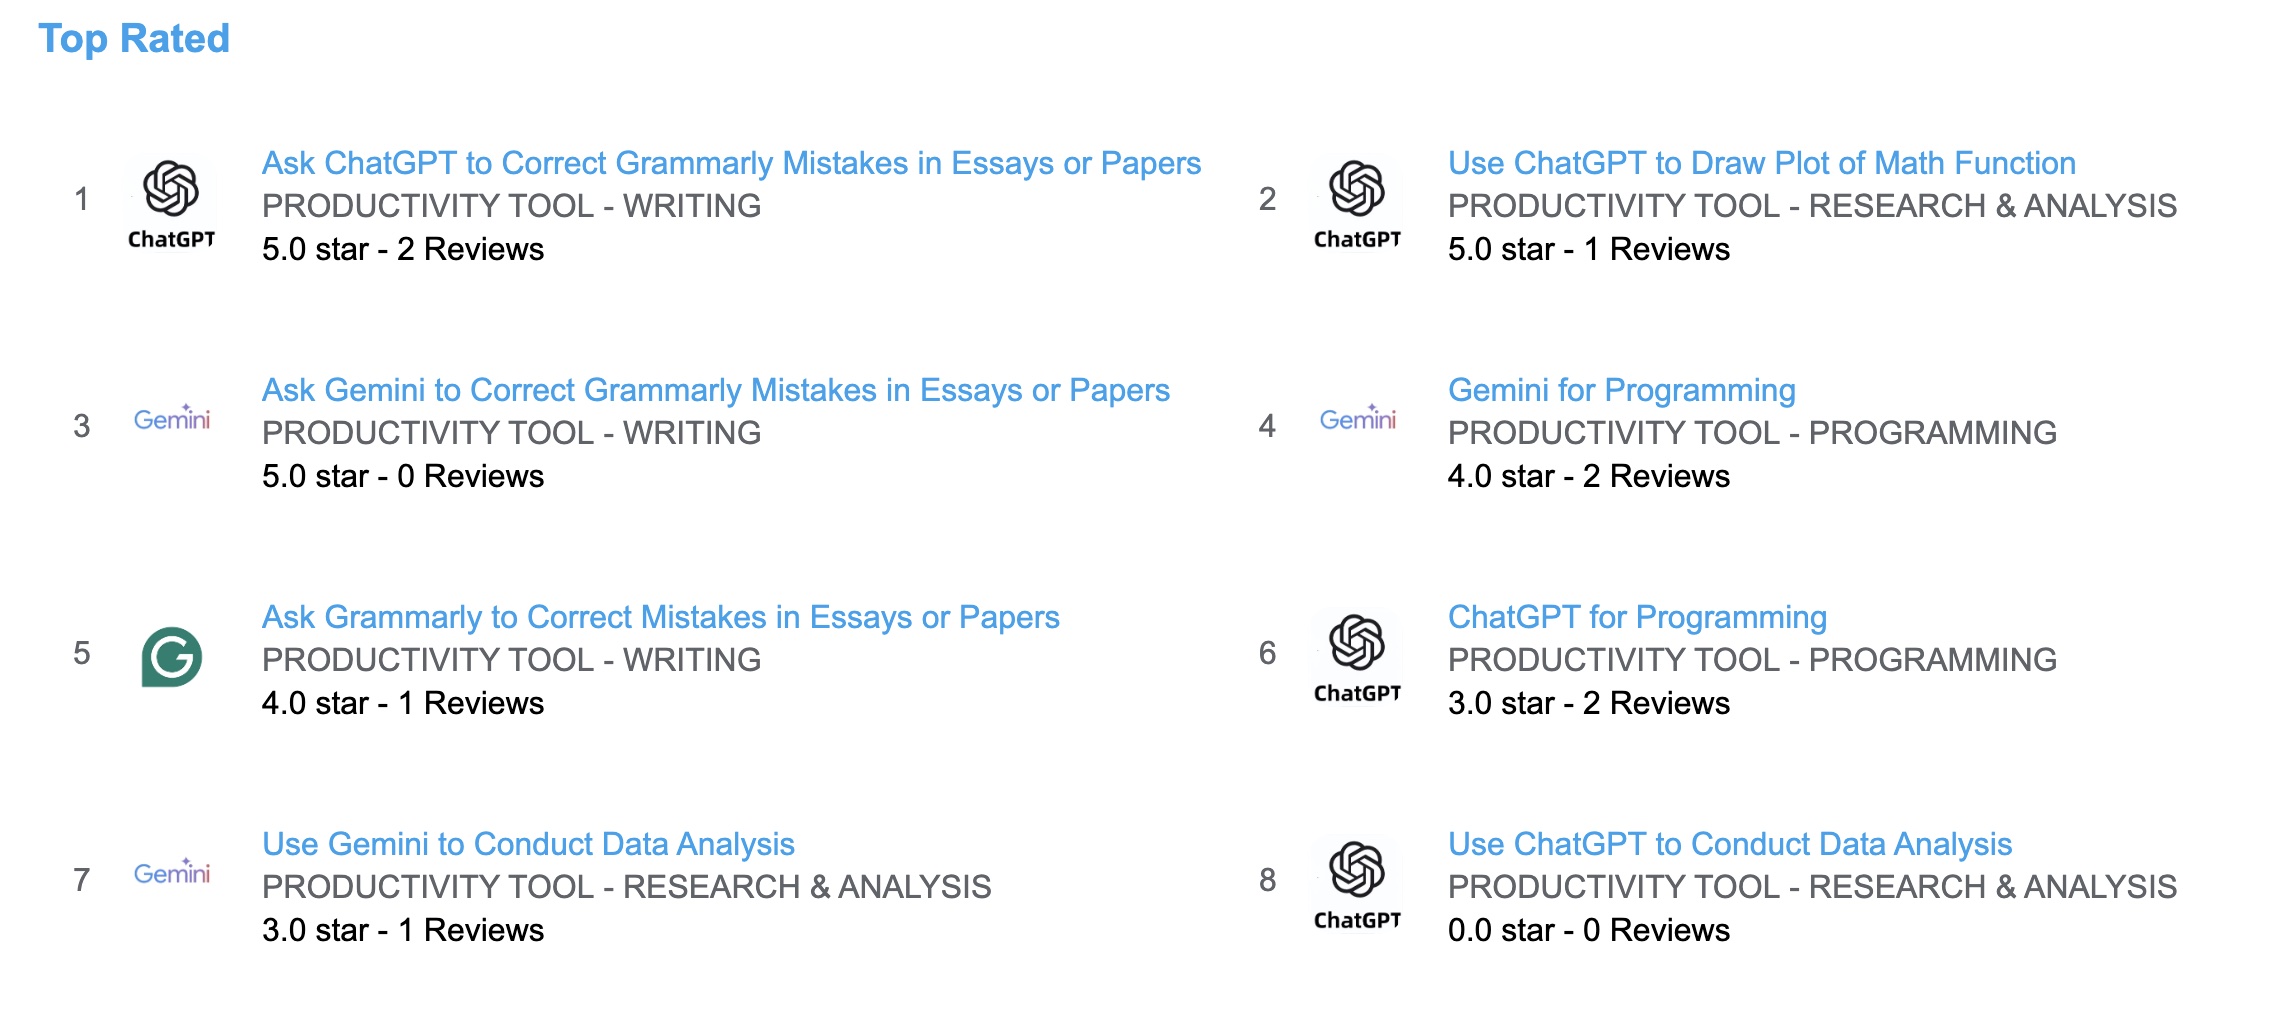 Top Rated
1
ChatGPT
Ask ChatGPT to Correct Grammarly Mistakes in Essays or Papers
PRODUCTIVITY TOOL - WRITING
5.0 star - 2 Reviews
2
ChatGPT
Use ChatGPT to Draw Plot of Math Function
PRODUCTIVITY TOOL - RESEARCH & ANALYSIS
5.0 star - 1 Reviews
3
Gemini
Ask Gemini to Correct Grammarly Mistakes in Essays or Papers
PRODUCTIVITY TOOL - WRITING
5.0 star - 0 Reviews
4
Gemini
Gemini for Programming
PRODUCTIVITY TOOL - PROGRAMMING
4.0 star - 2 Reviews
5
G
Ask Grammarly to Correct Mistakes in Essays or Papers
PRODUCTIVITY TOOL - WRITING
4.0 star - 1 Reviews
6
ChatGPT
ChatGPT for Programming
PRODUCTIVITY TOOL - PROGRAMMING
3.0 star - 2 Reviews
7
Gemini
Use Gemini to Conduct Data Analysis
PRODUCTIVITY TOOL - RESEARCH & ANALYSIS
3.0 star - 1 Reviews
8
ChatGPT
Use ChatGPT to Conduct Data Analysis
PRODUCTIVITY TOOL - RESEARCH & ANALYSIS
0.0 star - 0 Reviews